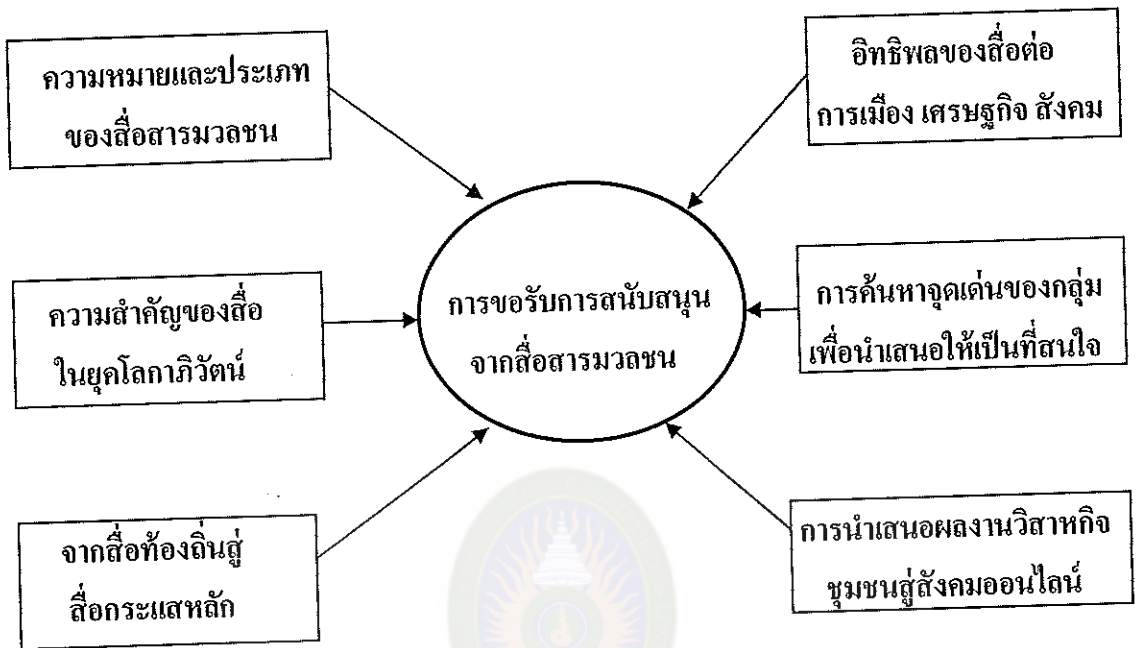 ความหมายและประเภท
ของสื่อสารมวลชน
อิทธิพลของสื่อต่อ
การเมือง เศรษฐกิจ สังคม
ความสำคัญของสื่อ
ในยุคโลกาภิวัตน์
การขอรับการสนับสนุน
จากสื่อสารมวลชน
การค้นหาจุดเด่นของกลุ่ม
เพื่อนำเสนอให้เป็นที่สนใจ
จากสื่อท้องถิ่นสู่
สื่อกระแสหลัก
การนำเสนอผลงานวิสาหกิจ
ชุมชนสู่สังคมออนไลน์